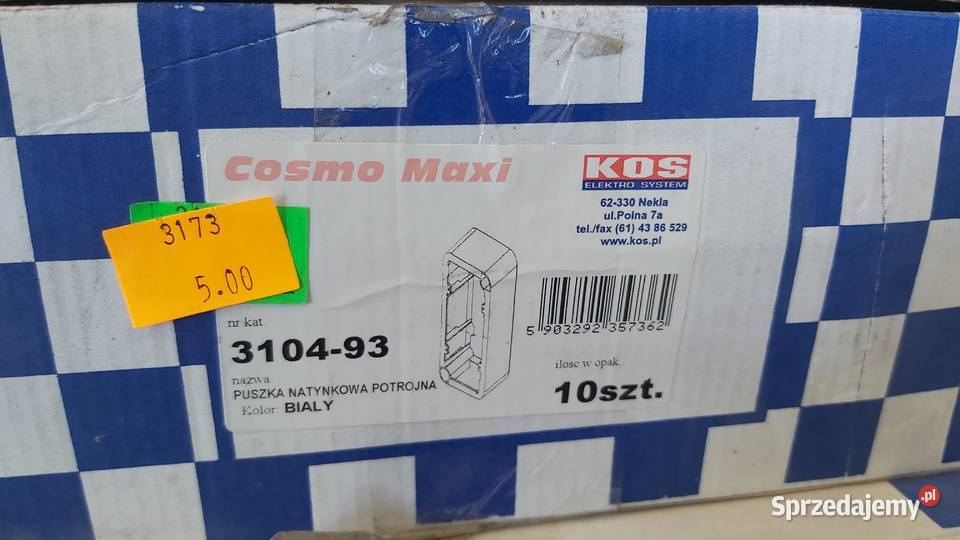 Cosmo Maxi
KOS
ELEKTRO SYSTEM
62-330 Nekla
ul.Polna 7a
tel./fax (61) 43 86 529
www.kos.pl
3173
5.00
5 903292 357362
nr kat.
3104-93
nazwa
PUSZKA NATYNKOWA POTROJNA
Kolor: BIALY
ilosc w opak.
10szt.
Sprzedajemy.pl